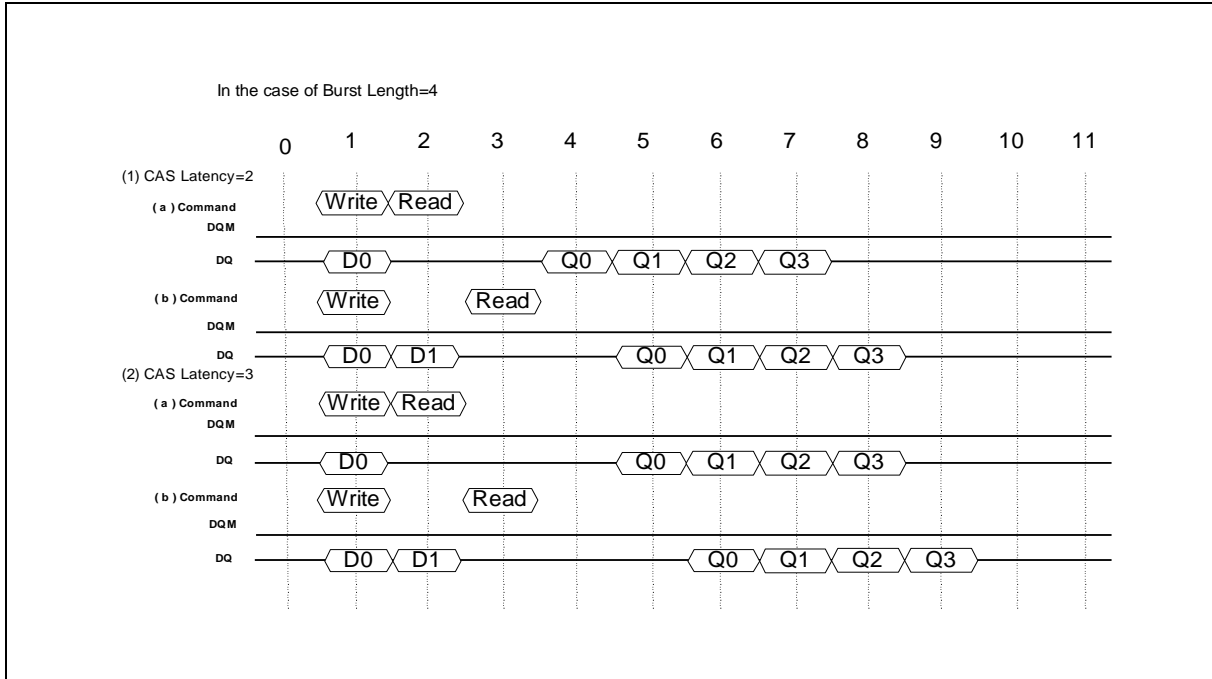 In the case of Burst Length=4
0 1 2 3 4 5 6 7 8 9 10 11
(1) CAS Latency=2
( a ) Command Write Read
DQM
DQ D0 Q0 Q1 Q2 Q3
( b ) Command Write Read
DQM
DQ D0 D1 Q0 Q1 Q2 Q3
(2) CAS Latency=3
( a ) Command Write Read
DQM
DQ D0 Q0 Q1 Q2 Q3
( b ) Command Write Read
DQM
DQ D0 D1 Q0 Q1 Q2 Q3